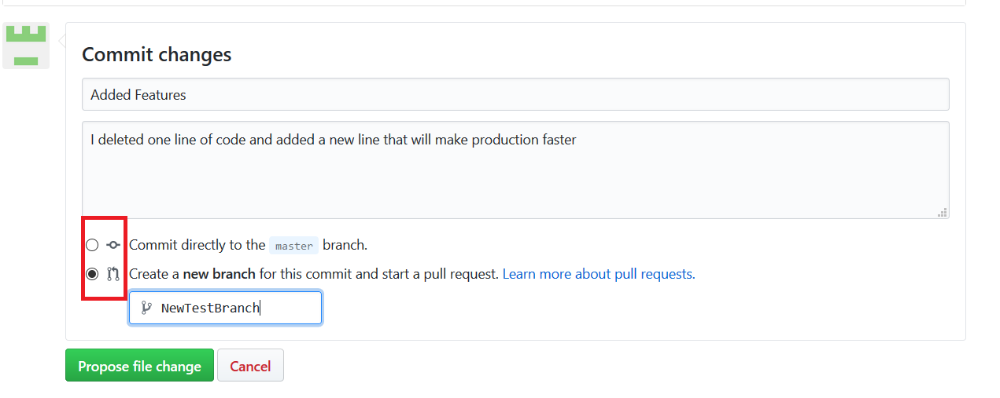 Commit changes
Added Features
I deleted one line of code and added a new line that will make production faster
Commit directly to the master branch.
Create a new branch for this commit and start a pull request. Learn more about pull requests.
NewTestBranch
Propose file change Cancel